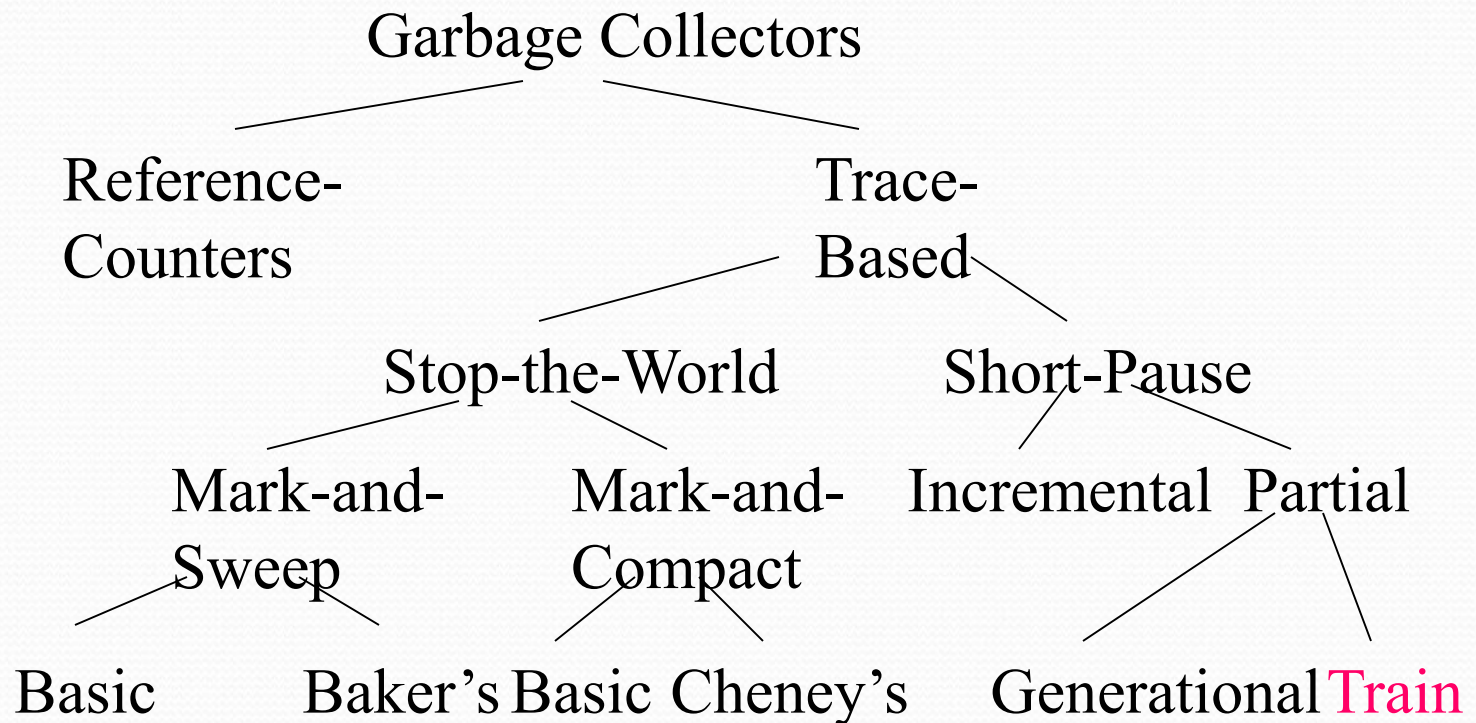 Garbage Collectors
Reference-
Counters
Trace-
Based
Stop-the-World
Short-Pause
Mark-and-
Sweep
Mark-and-
Compact
Incremental
Partial
Basic
Baker’s
Basic
Cheney’s
Generational
Train